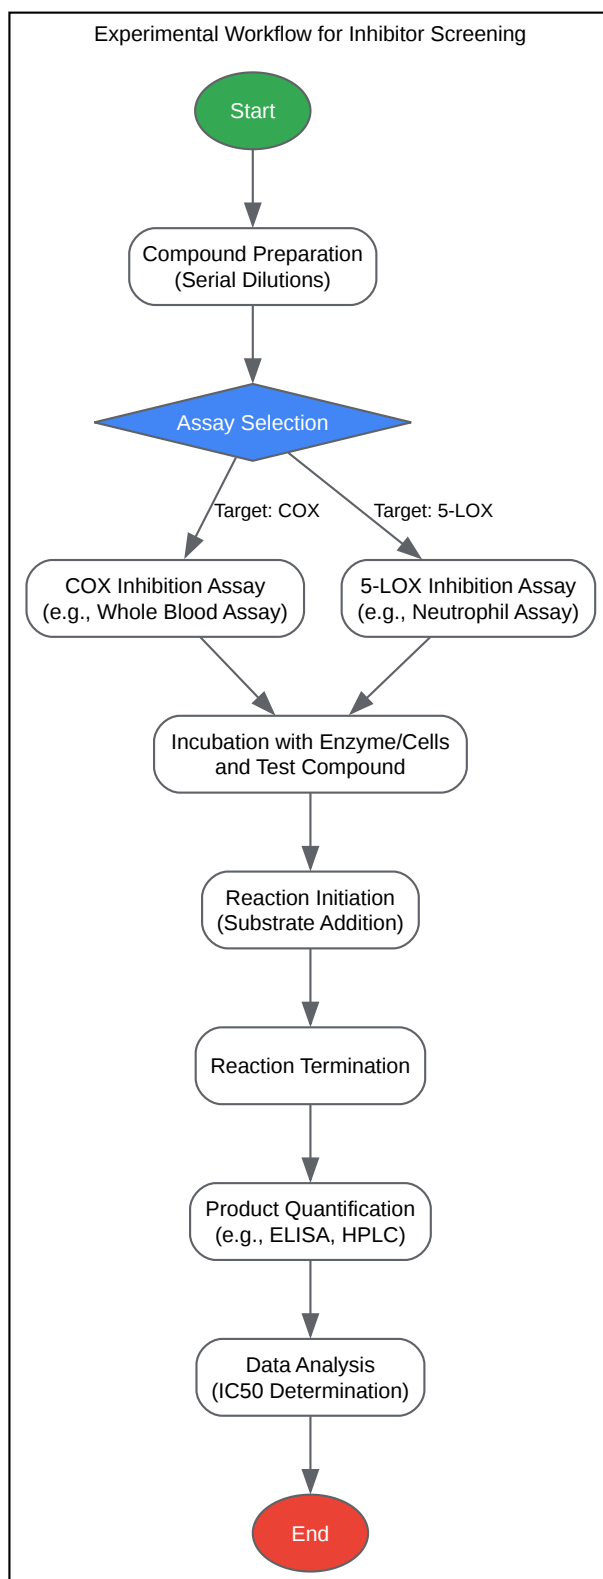 Experimental Workflow for Inhibitor Screening
Start
Compound Preparation
(Serial Dilutions)
Assay Selection
Target: COX
Target: 5-LOX
COX Inhibition Assay
(e.g., Whole Blood Assay)
5-LOX Inhibition Assay
(e.g., Neutrophil Assay)
Incubation with Enzyme/Cells
and Test Compound
Reaction Initiation
(Substrate Addition)
Reaction Termination
Product Quantification
(e.g., ELISA, HPLC)
Data Analysis
(IC50 Determination)
End